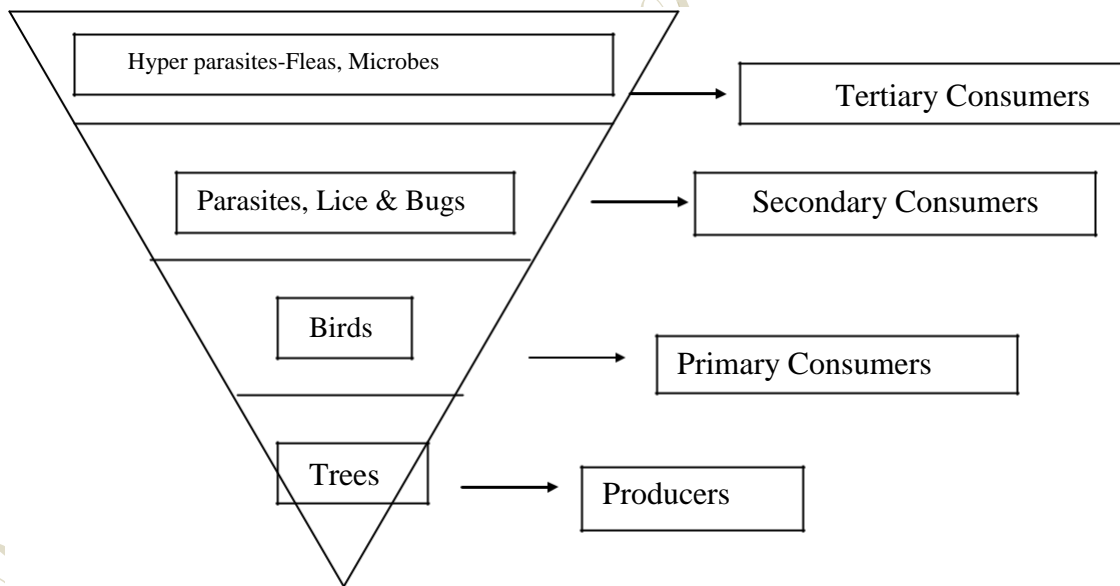 Hyper parasites-Fleas, Microbes
Tertiary Consumers
Parasites, Lice & Bugs
Secondary Consumers
Birds
Primary Consumers
Trees
Producers